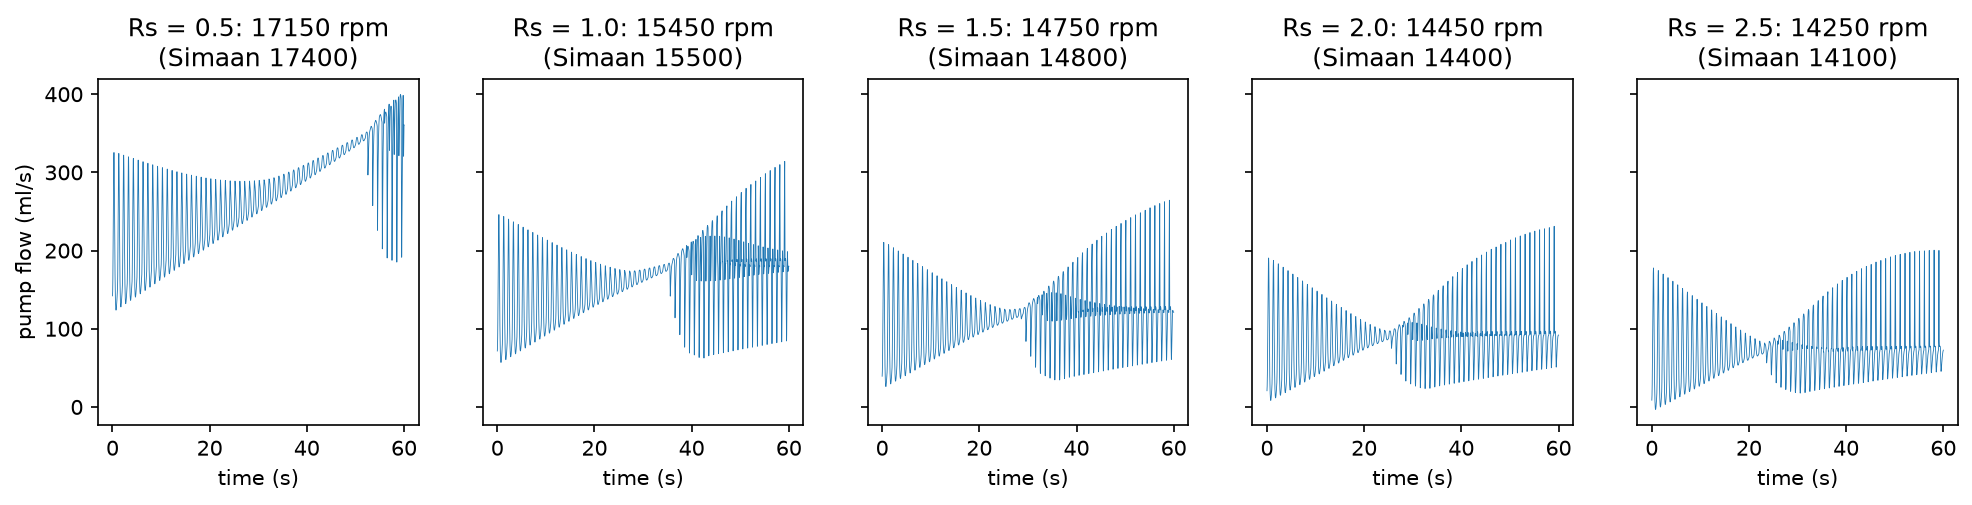 Rs = 0.5: 17150 rpm
(Simaan 17400)
Rs = 1.0: 15450 rpm
(Simaan 15500)
Rs = 1.5: 14750 rpm
(Simaan 14800)
Rs = 2.0: 14450 rpm
(Simaan 14400)
Rs = 2.5: 14250 rpm
(Simaan 14100)
pump flow (ml/s)
400
300
200
100
0
0 20 40 60
time (s)
0 20 40 60
time (s)
0 20 40 60
time (s)
0 20 40 60
time (s)
0 20 40 60
time (s)